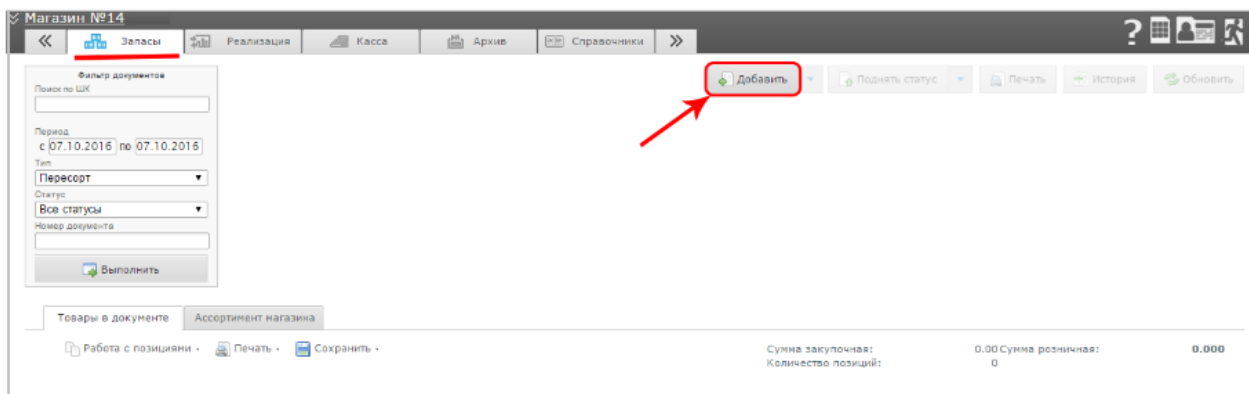 Магазин №14
Запасы Реализация Касса Архив Справочники
Фильтр документов
Поиск по ШК
Период
с 07.10.2016 по 07.10.2016
Тип
Пересорт
Статус
Все статусы
Номер документа
Выполнить
Добавить Поднять статус Печать История Обновить
Товары в документе Ассортимент магазина
Работа с позициями Печать Сохранить
Сумма закупочная: 0.00 Сумма розничная: 0.000
Количество позиций: 0